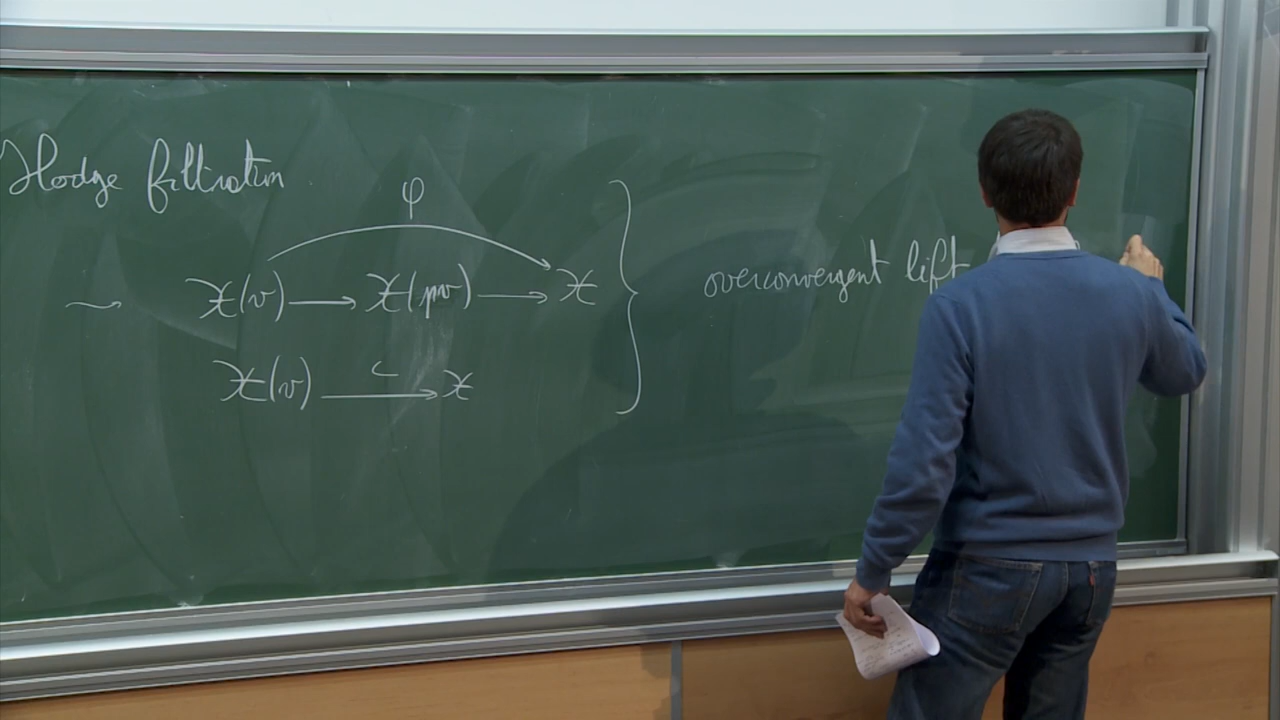 Hodge filtration
φ
~→ 𝔛(v) → 𝔛(pv) → 𝔛 } overconvergent lift
𝔛(v) ⊂→ 𝔛